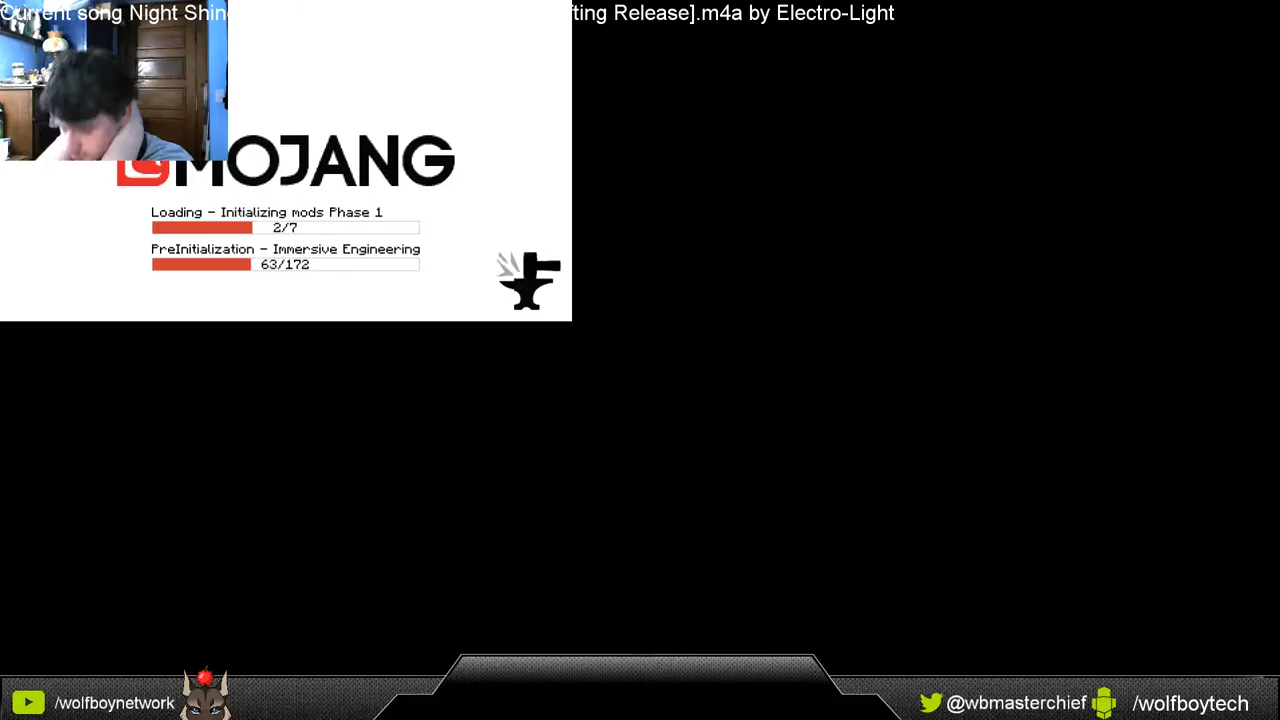 Current song Night Shin fting Release].m4a by Electro-Light
MOJANG
Loading - Initializing mods Phase 1
2/7
PreInitialization - Immersive Engineering
63/172
/wolfboynetwork
@wbmasterchief
/wolfboytech